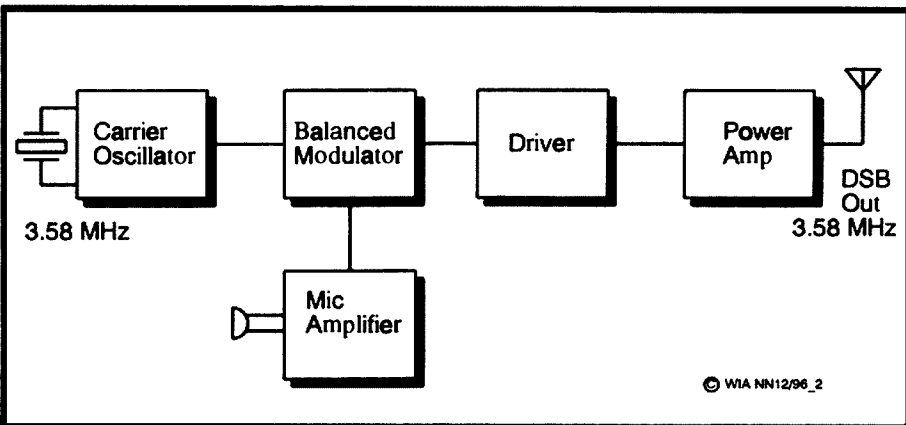 Carrier
Oscillator
Balanced
Modulator
Driver
Power
Amp
3.58 MHz
DSB
Out
3.58 MHz
Mic
Amplifier
© WIA NN12/96_2